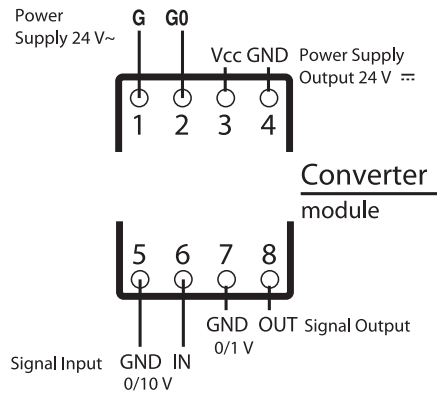 Power
Supply 24 V~
G G0
Vcc GND
Power Supply
Output 24 V ⎓
1 2 3 4
Converter
module
5 6 7 8
GND OUT Signal Output
0/1 V
Signal Input GND IN
0/10 V